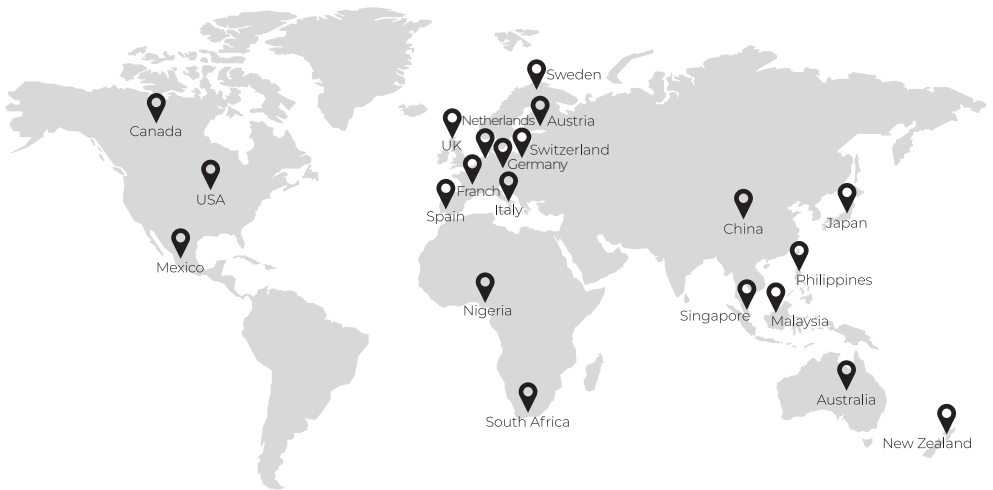 Sweden
Canada
Netherlands
Austria
UK
Switzerland
Germany
USA
Franch
Italy
Spain
Japan
China
Mexico
Philippines
Nigeria
Singapore
Malaysia
Australia
South Africa
New Zealand